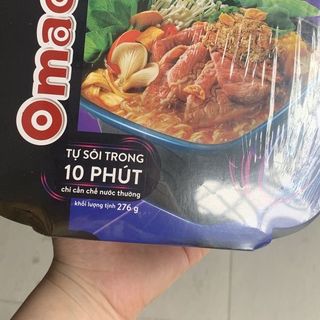 Omac
TỰ SÔI TRONG
10 PHÚT
chỉ cần chế nước thường
khối lượng tịnh 276 g